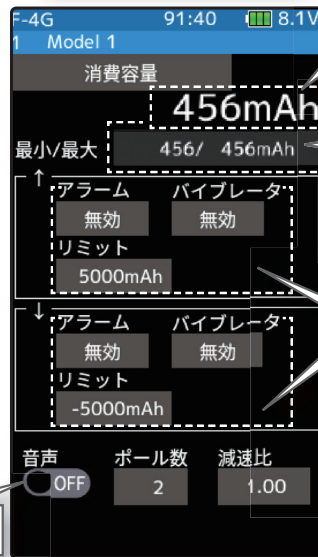 F-4G 91:40 8.1V
1 Model 1
消費容量
456mAh
最小/最大 456/ 456mAh
↑
アラーム バイブレータ
無効 無効
リミット
5000mAh
↓
アラーム バイブレータ
無効 無効
リミット
-5000mAh
音声 ポール数 減速比
OFF 2 1.00